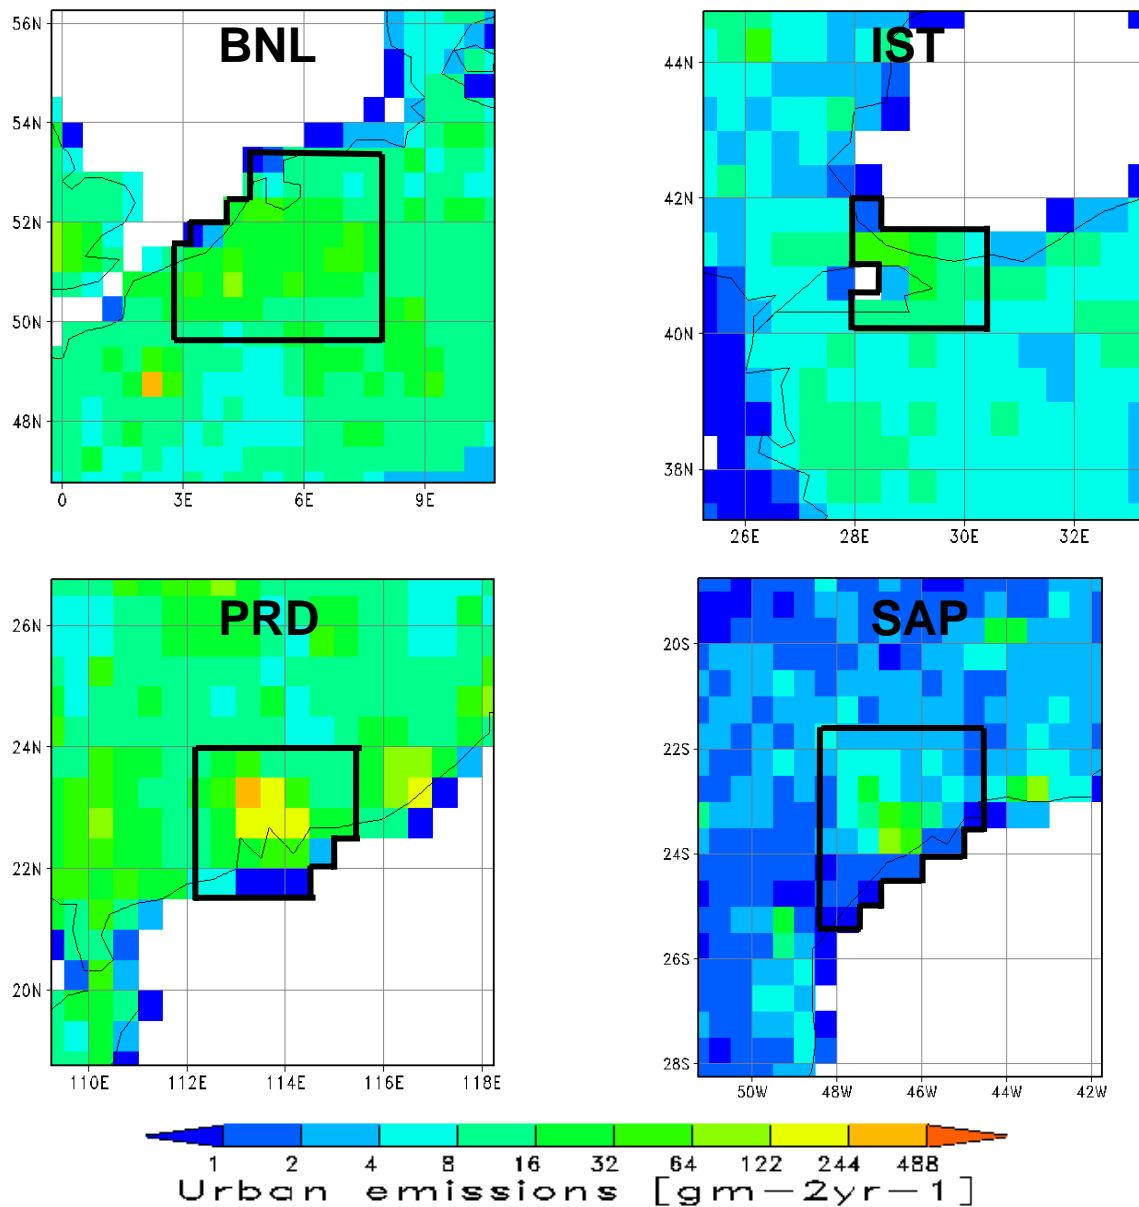 BNL
56N
54N
52N
50N
48N
0 3E 6E 9E
IST
44N
42N
40N
38N
26E 28E 30E 32E
PRD
26N
24N
22N
20N
110E 112E 114E 116E 118E
SAP
20S
22S
24S
26S
28S
50W 48W 46W 44W 42W
1 2 4 8 16 32 64 122 244 488
Urban emissions [gm-2yr-1]